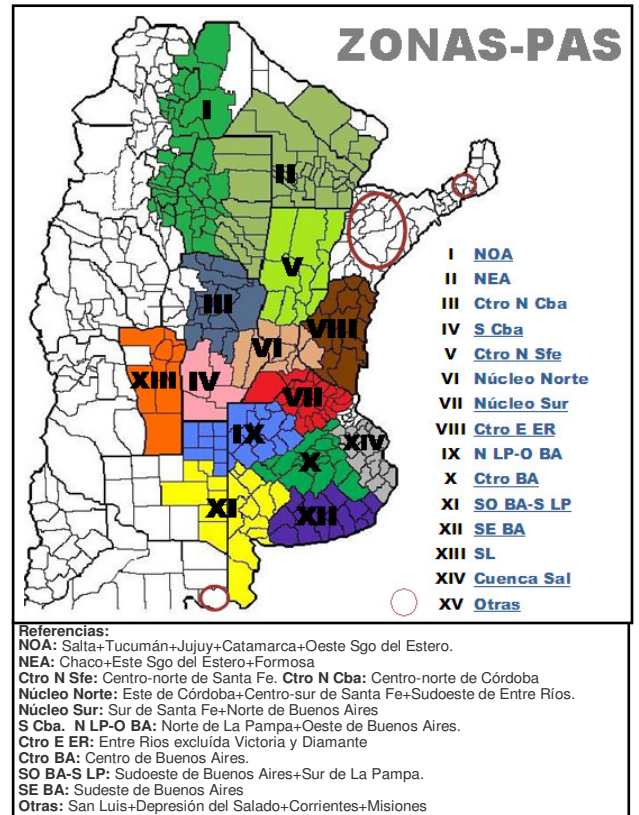 ZONAS-PAS
I
II
III
V
VIII
VI
XIII
IV
VII
IX
XIV
X
XI
XII
I NOA
II NEA
III Ctro N Cba
IV S Cba
V Ctro N Sfe
VI Núcleo Norte
VII Núcleo Sur
VIII Ctro E ER
IX N LP-O BA
X Ctro BA
XI SO BA-S LP
XII SE BA
XIII SL
XIV Cuenca Sal
XV Otras
Referencias:
NOA: Salta+Tucumán+Jujuy+Catamarca+Oeste Sgo del Estero.
NEA: Chaco+Este Sgo del Estero+Formosa
Ctro N Sfe: Centro-norte de Santa Fe. Ctro N Cba: Centro-norte de Córdoba
Núcleo Norte: Este de Córdoba+Centro-sur de Santa Fe+Sudoeste de Entre Ríos.
Núcleo Sur: Sur de Santa Fe+Norte de Buenos Aires
S Cba. N LP-O BA: Norte de La Pampa+Oeste de Buenos Aires.
Ctro E ER: Entre Rios excluída Victoria y Diamante
Ctro BA: Centro de Buenos Aires.
SO BA-S LP: Sudoeste de Buenos Aires+Sur de La Pampa.
SE BA: Sudeste de Buenos Aires
Otras: San Luis+Depresión del Salado+Corrientes+Misiones